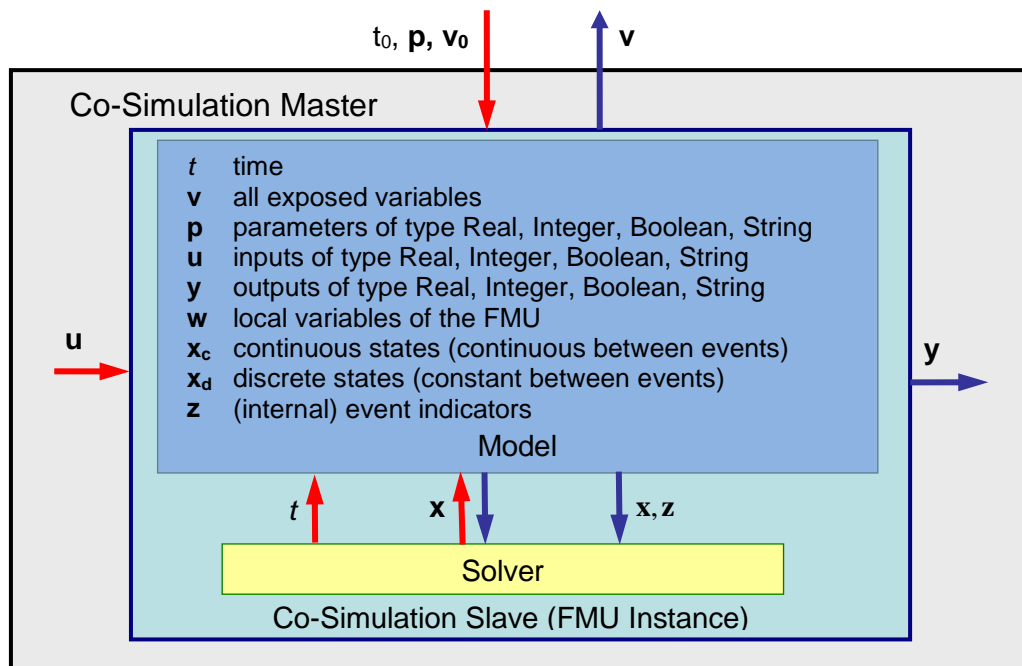 t₀, p, v₀
v
Co-Simulation Master
t time
v all exposed variables
p parameters of type Real, Integer, Boolean, String
u inputs of type Real, Integer, Boolean, String
y outputs of type Real, Integer, Boolean, String
w local variables of the FMU
x_c continuous states (continuous between events)
x_d discrete states (constant between events)
z (internal) event indicators
u
y
Model
t
x
x, z
Solver
Co-Simulation Slave (FMU Instance)